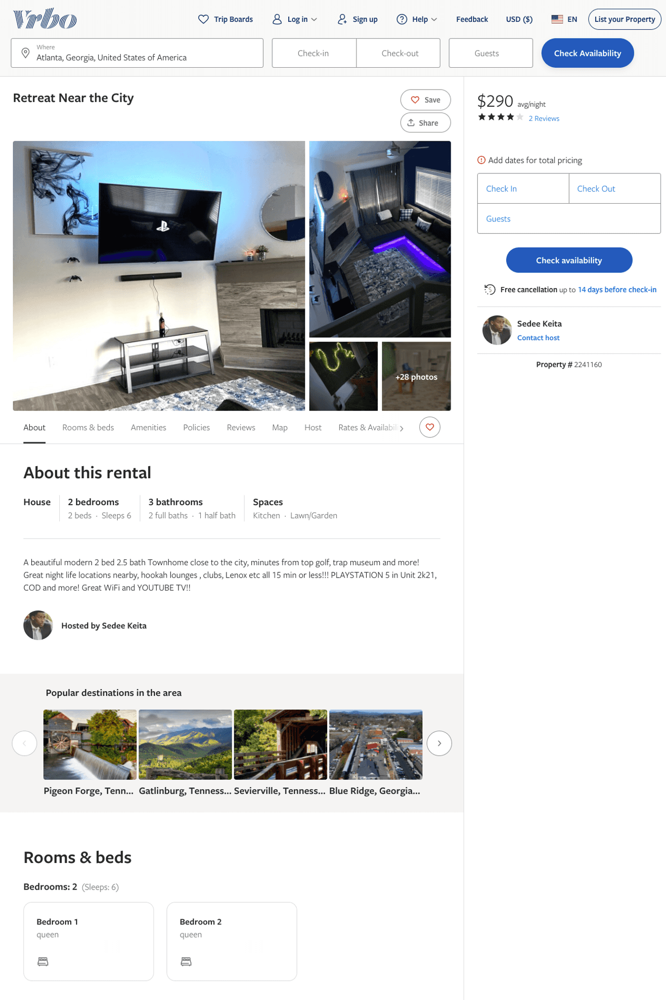 Vrbo
Trip Boards
Log in
Sign up
Help
Feedback
USD ($)
EN
List your Property
Where
Atlanta, Georgia, United States of America
Check-in
Check-out
Guests
Check Availability
Retreat Near the City
Save
Share
$290 avg/night
2 Reviews
Add dates for total pricing
Check In
Check Out
Guests
Check availability
Free cancellation up to 14 days before check-in
Sedee Keita
Contact host
Property # 2241160
+28 photos
About
Rooms & beds
Amenities
Policies
Reviews
Map
Host
Rates & Availabili
About this rental
House
2 bedrooms
2 beds · Sleeps 6
3 bathrooms
2 full baths · 1 half bath
Spaces
Kitchen · Lawn/Garden
A beautiful modern 2 bed 2.5 bath Townhome close to the city, minutes from top golf, trap museum and more!
Great night life locations nearby, hookah lounges , clubs, Lenox etc all 15 min or less!!! PLAYSTATION 5 in Unit 2k21,
COD and more! Great WiFi and YOUTUBE TV!!
Hosted by Sedee Keita
Popular destinations in the area
Pigeon Forge, Tenn...
Gatlinburg, Tenness...
Sevierville, Tenness...
Blue Ridge, Georgia...
Rooms & beds
Bedrooms: 2 (Sleeps: 6)
Bedroom 1
queen
Bedroom 2
queen